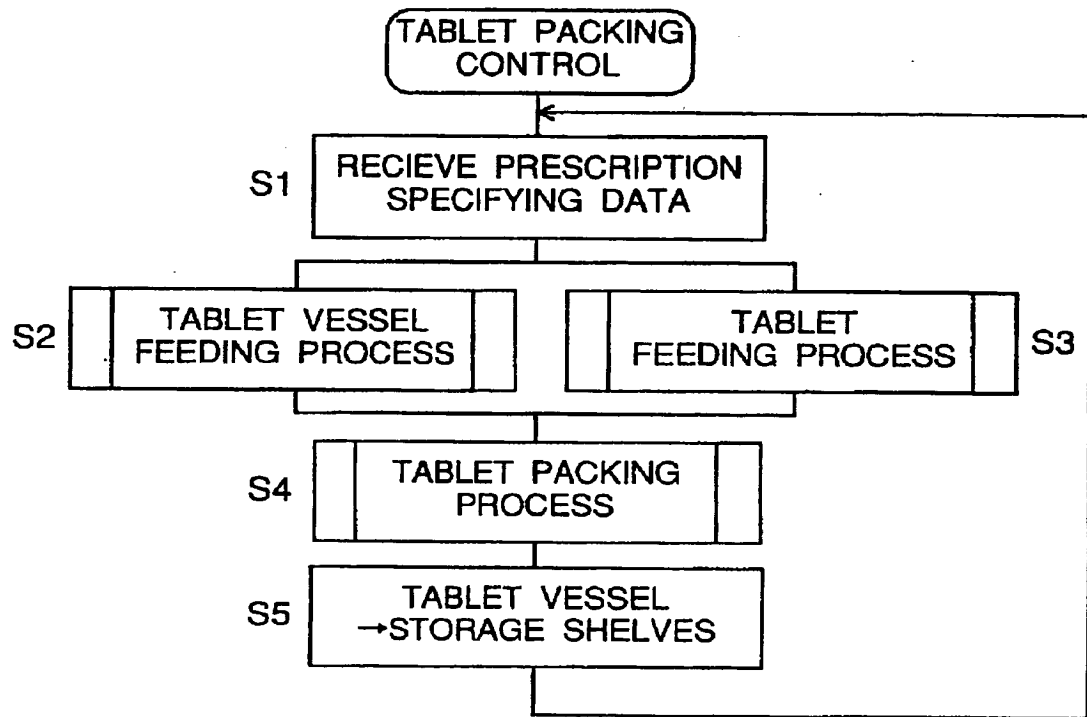 TABLET PACKING
CONTROL
S1
RECIEVE PRESCRIPTION
SPECIFYING DATA
S2
TABLET VESSEL
FEEDING PROCESS
TABLET
FEEDING PROCESS
S3
S4
TABLET PACKING
PROCESS
S5
TABLET VESSEL
→STORAGE SHELVES